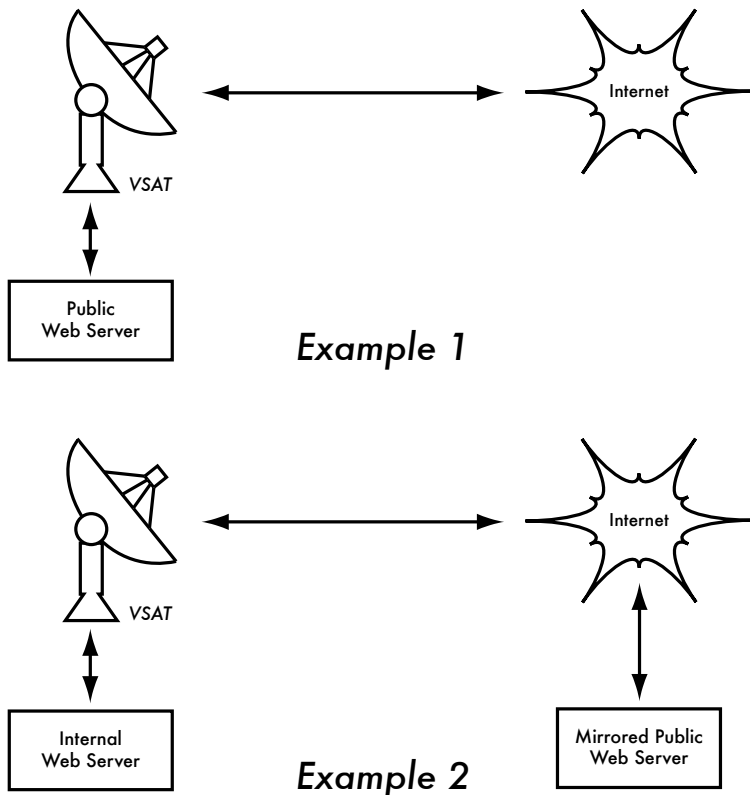 Internet
VSAT
Public
Web Server
Example 1
Internet
VSAT
Internal
Web Server
Mirrored Public
Web Server
Example 2